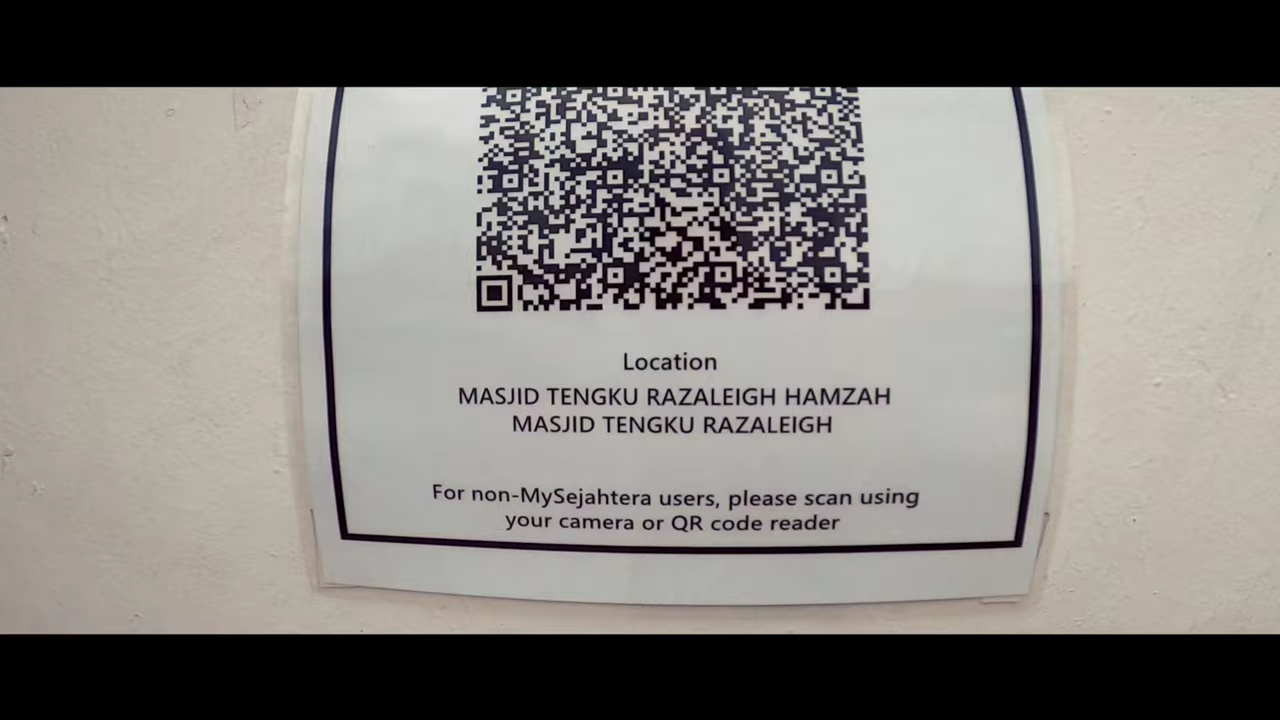 Location
MASJID TENGKU RAZALEIGH HAMZAH
MASJID TENGKU RAZALEIGH
For non-MySejahtera users, please scan using
your camera or QR code reader